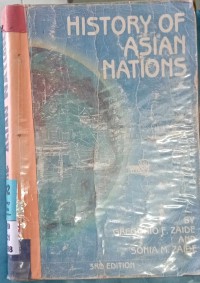 HISTORY OF
ASIAN
NATIONS
BY
GREGORIO F. ZAIDE
SONIA M. ZAIDE
3RD EDITION